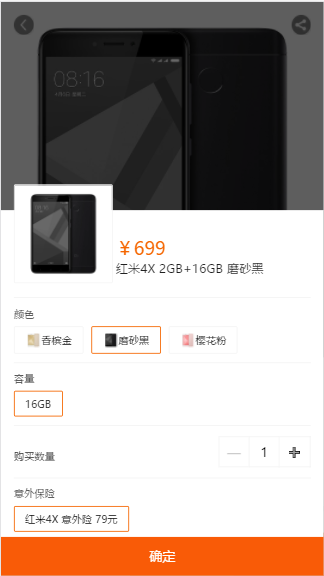 08:16
￥699
红米4X 2GB+16GB 磨砂黑
颜色
香槟金
磨砂黑
樱花粉
容量
16GB
购买数量
— 1 +
意外保险
红米4X 意外险 79元
确定